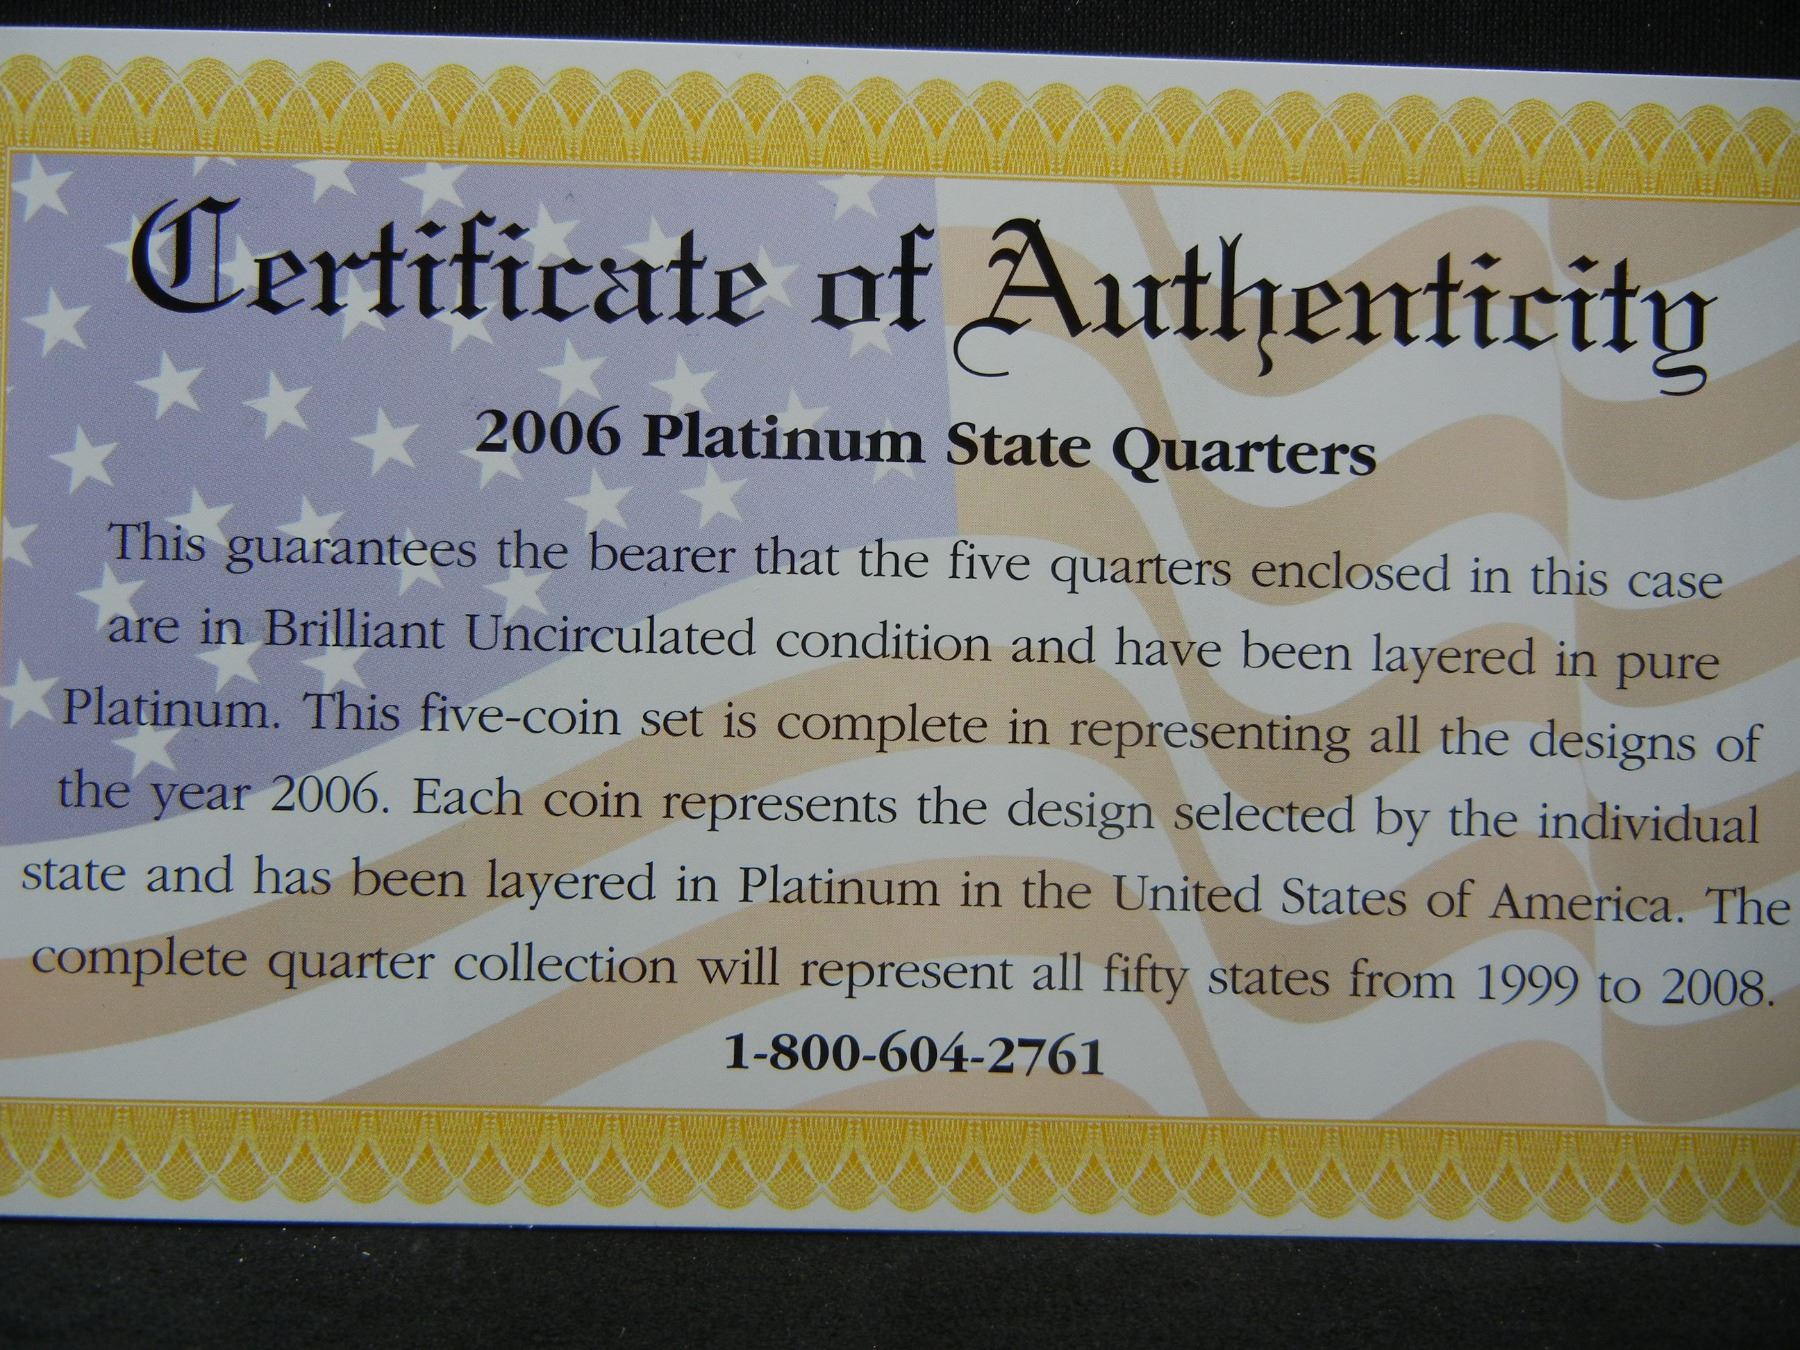 Certificate of Authenticity
2006 Platinum State Quarters
This guarantees the bearer that the five quarters enclosed in this case
are in Brilliant Uncirculated condition and have been layered in pure
Platinum. This five-coin set is complete in representing all the designs of
the year 2006. Each coin represents the design selected by the individual
state and has been layered in Platinum in the United States of America. The
complete quarter collection will represent all fifty states from 1999 to 2008.
1-800-604-2761